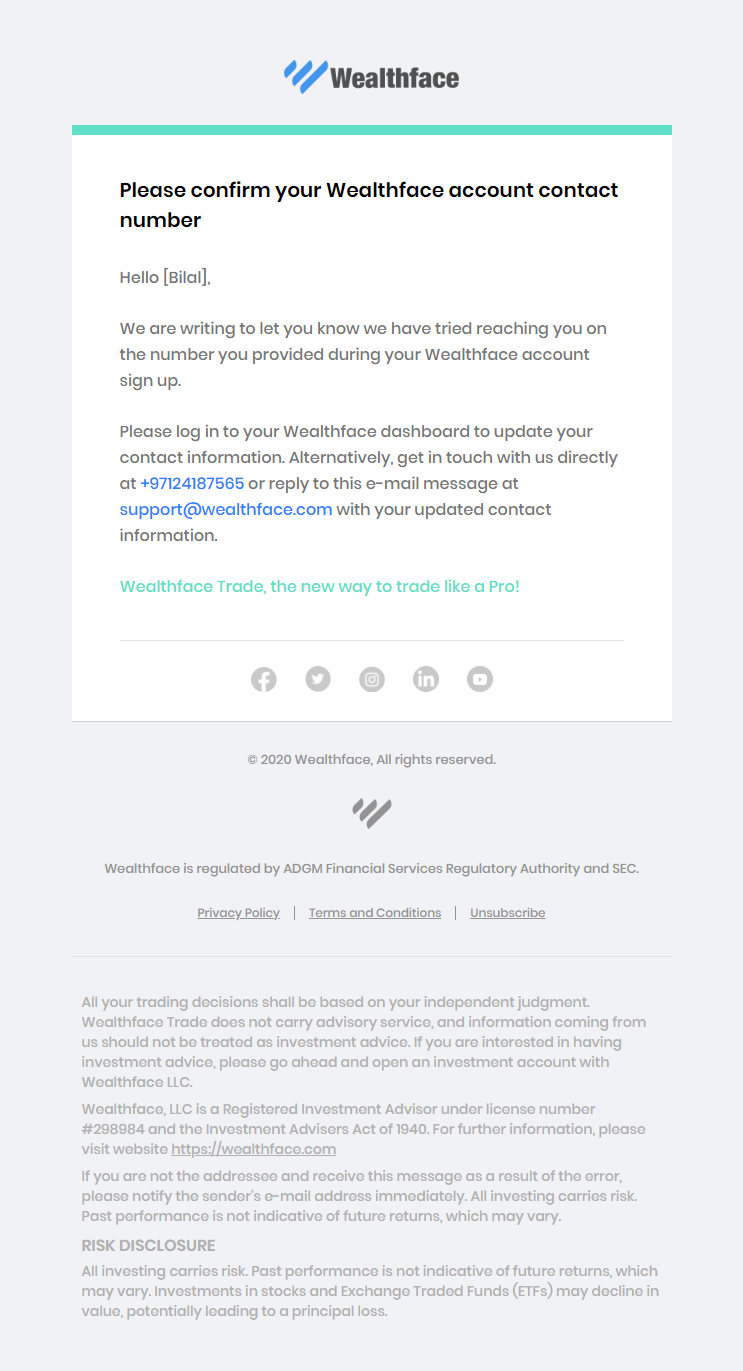 Wealthface
Please confirm your Wealthface account contact
number
Hello [Bilal],
We are writing to let you know we have tried reaching you on
the number you provided during your Wealthface account
sign up.
Please log in to your Wealthface dashboard to update your
contact information. Alternatively, get in touch with us directly
at +97124187565 or reply to this e-mail message at
support@wealthface.com with your updated contact
information.
Wealthface Trade, the new way to trade like a Pro!
© 2020 Wealthface, All rights reserved.
Wealthface is regulated by ADGM Financial Services Regulatory Authority and SEC.
Privacy Policy | Terms and Conditions | Unsubscribe
All your trading decisions shall be based on your independent judgment.
Wealthface Trade does not carry advisory service, and information coming from
us should not be treated as investment advice. If you are interested in having
investment advice, please go ahead and open an investment account with
Wealthface LLC.
Wealthface, LLC is a Registered Investment Advisor under license number
#298984 and the Investment Advisers Act of 1940. For further information, please
visit website https://wealthface.com
If you are not the addressee and receive this message as a result of the error,
please notify the sender's e-mail address immediately. All investing carries risk.
Past performance is not indicative of future returns, which may vary.
RISK DISCLOSURE
All investing carries risk. Past performance is not indicative of future returns, which
may vary. Investments in stocks and Exchange Traded Funds (ETFs) may decline in
value, potentially leading to a principal loss.